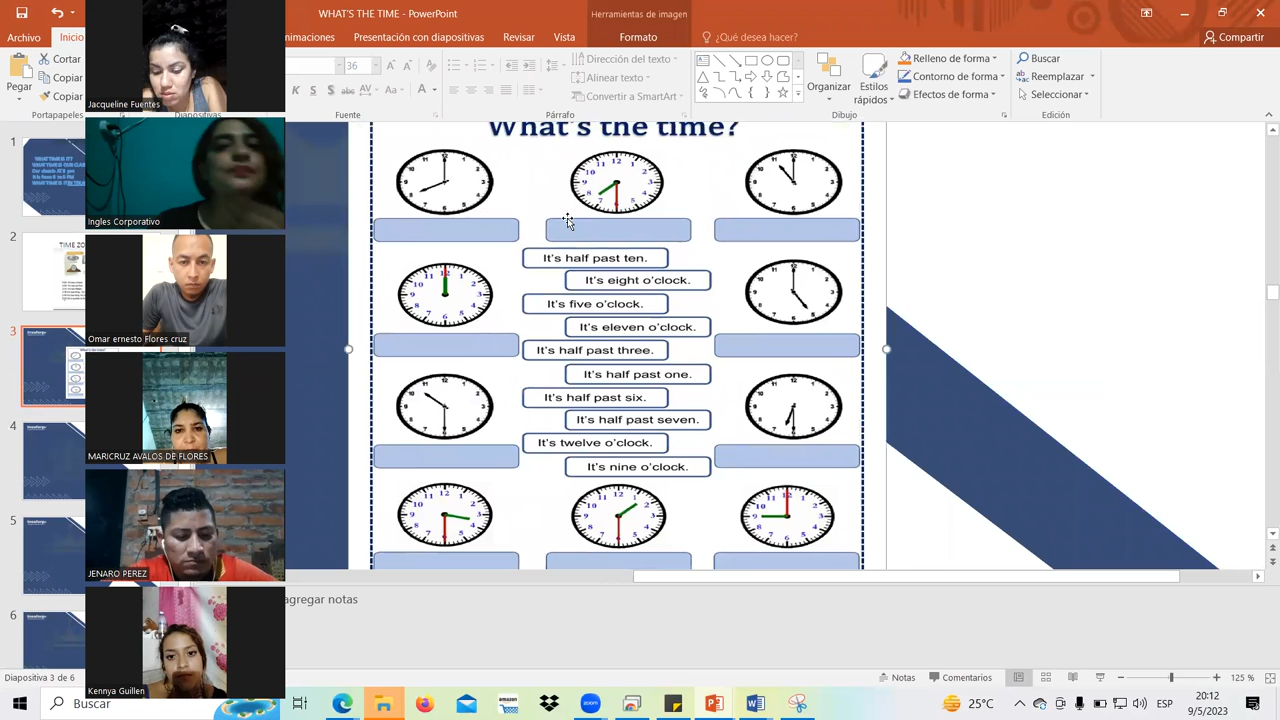 WHAT'S THE TIME - PowerPoint
Herramientas de imagen
Archivo
Inicio
nimaciones
Presentación con diapositivas
Revisar
Vista
Formato
¿Qué desea hacer?
Compartir
Cortar
Copiar
Pegar
Portapapeles
Diapositivas
36
Fuente
Dirección del texto
Alinear texto
Convertir a SmartArt
Párrafo
Organizar
Estilos
rápidos
Relleno de forma
Contorno de forma
Efectos de forma
Dibujo
Buscar
Reemplazar
Seleccionar
Edición
Jacqueline Fuentes
Ingles Corporativo
Omar ernesto Flores cruz
MARICRUZ AVALOS DE FLORES
JENARO PEREZ
Kennya Guillen
What's the time?
It's half past ten.
It's eight o'clock.
It's five o'clock.
It's eleven o'clock.
It's half past three.
It's half past one.
It's half past six.
It's half past seven.
It's twelve o'clock.
It's nine o'clock.
agregar notas
Diapositiva 3 de 6
Notas
Comentarios
125 %
Buscar
amazon
zoom
25°C
ESP
20:12
9/5/2023